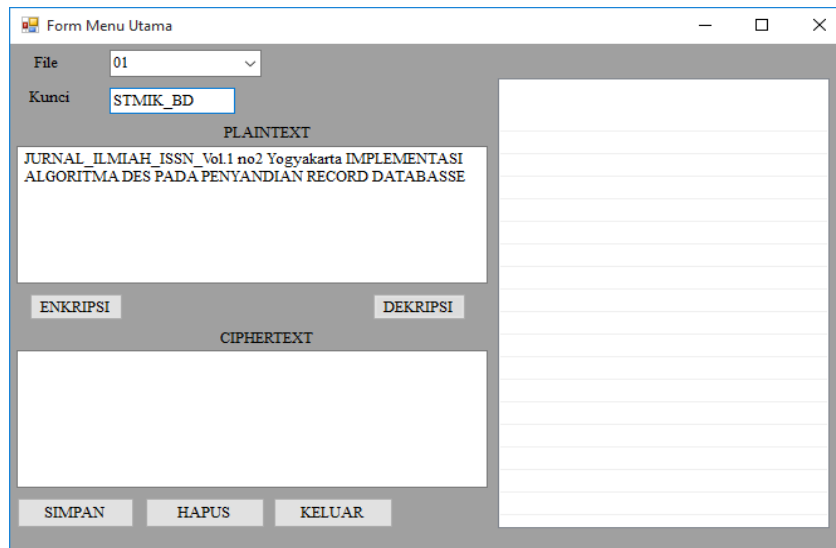 Form Menu Utama
File 01
Kunci STMIK_BD
PLAINTEXT
JURNAL_ILMIAH_ISSN_Vol.1 no2 Yogyakarta IMPLEMENTASI
ALGORITMA DES PADA PENYANDIAN RECORD DATABASSE
ENKRIPSI DEKRIPSI
CIPHERTEXT
SIMPAN HAPUS KELUAR